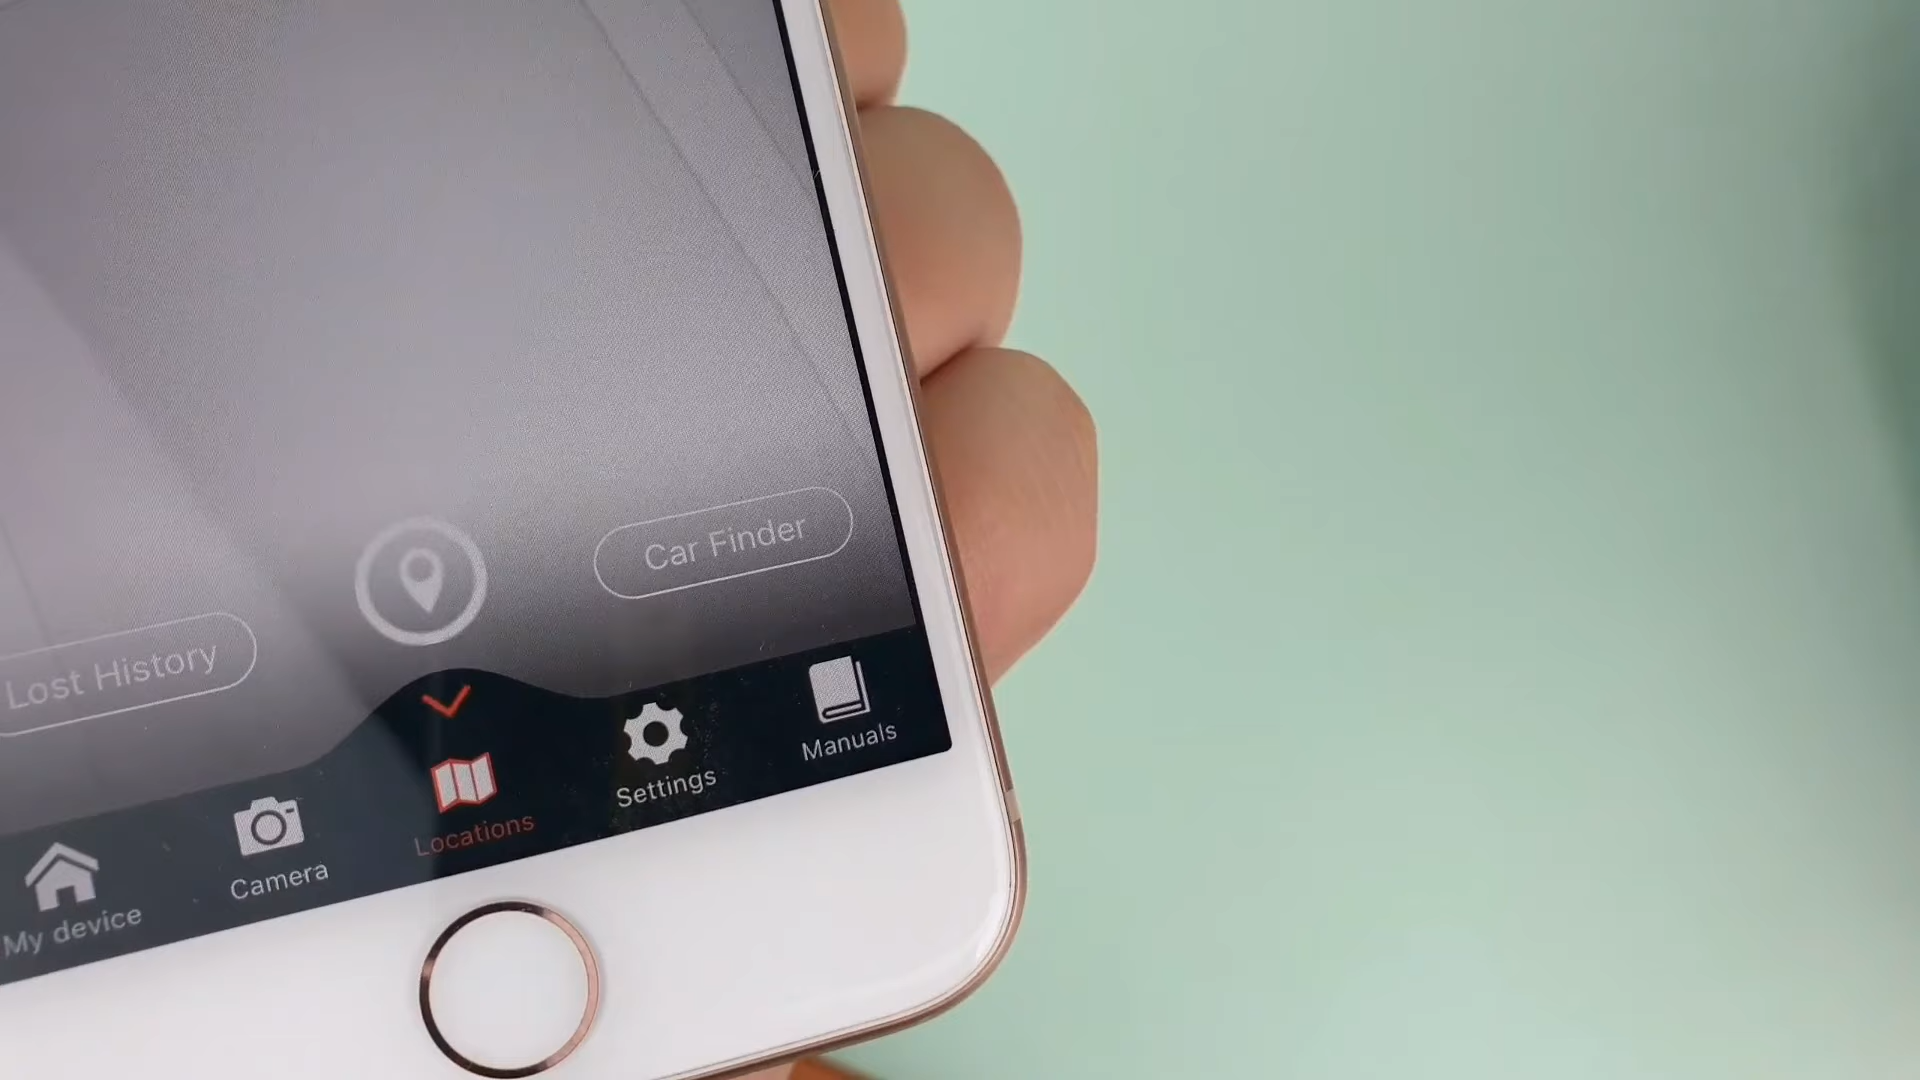 Car Finder
Lost History
My device
Camera
Locations
Settings
Manuals